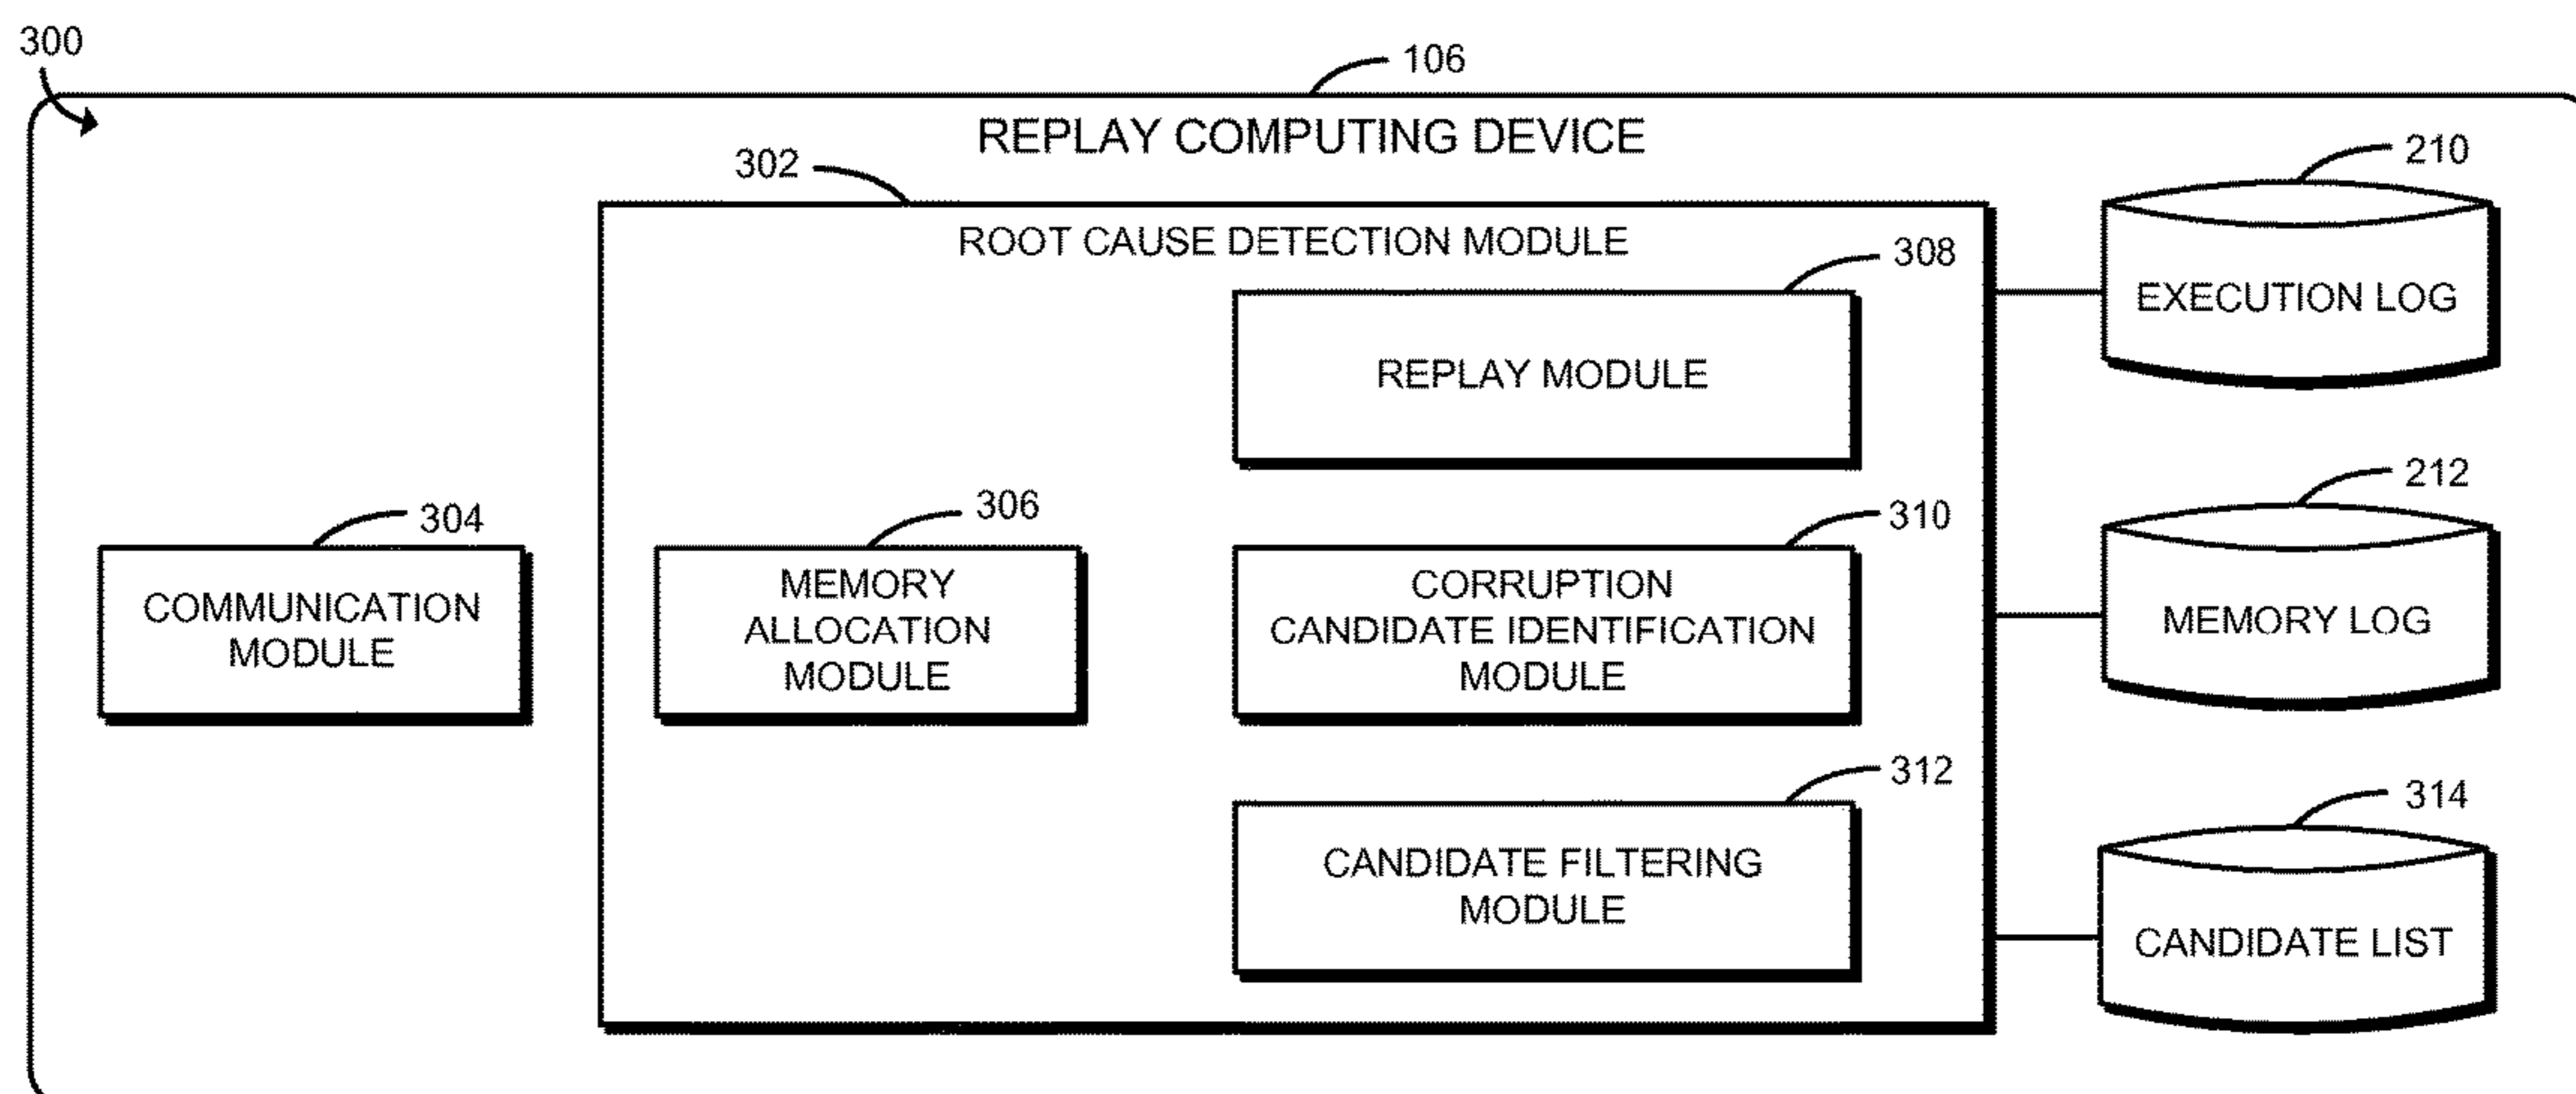 300
106
REPLAY COMPUTING DEVICE
302
210
ROOT CAUSE DETECTION MODULE
308
EXECUTION LOG
REPLAY MODULE
212
304
306
310
COMMUNICATION
MODULE
MEMORY
ALLOCATION
MODULE
CORRUPTION
CANDIDATE IDENTIFICATION
MODULE
MEMORY LOG
312
314
CANDIDATE FILTERING
MODULE
CANDIDATE LIST